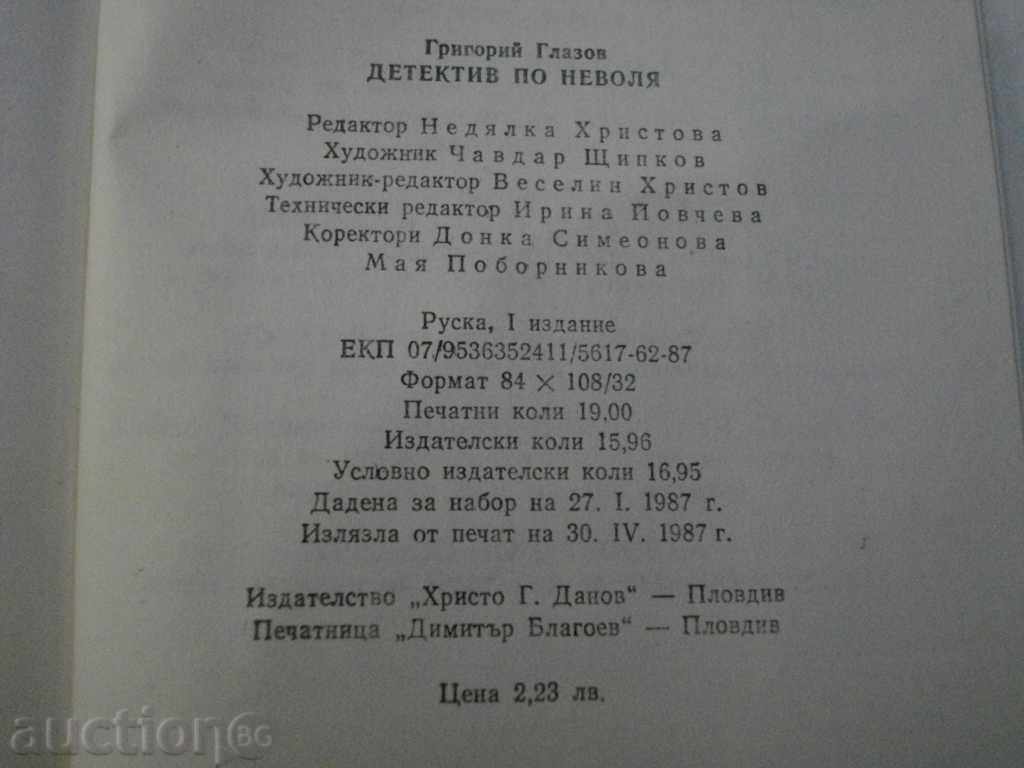 Григорий Глазов
ДЕТЕКТИВ ПО НЕВОЛЯ
Редактор Недялка Христова
Художник Чавдар Щипков
Художник-редактор Веселин Христов
Технически редактор Ирина Йовчева
Коректори Донка Симеонова
Мая Поборникова
Руска, I издание
ЕКП 07/9536352411/5617-62-87
Формат 84 × 108/32
Печатни коли 19,00
Издателски коли 15,96
Условно издателски коли 16,95
Дадена за набор на 27. I. 1987 г.
Излязла от печат на 30. IV. 1987 г.
Издателство „Христо Г. Данов“ — Пловдив
Печатница „Димитър Благоев“ — Пловдив
Цена 2,23 лв.
auction6BG